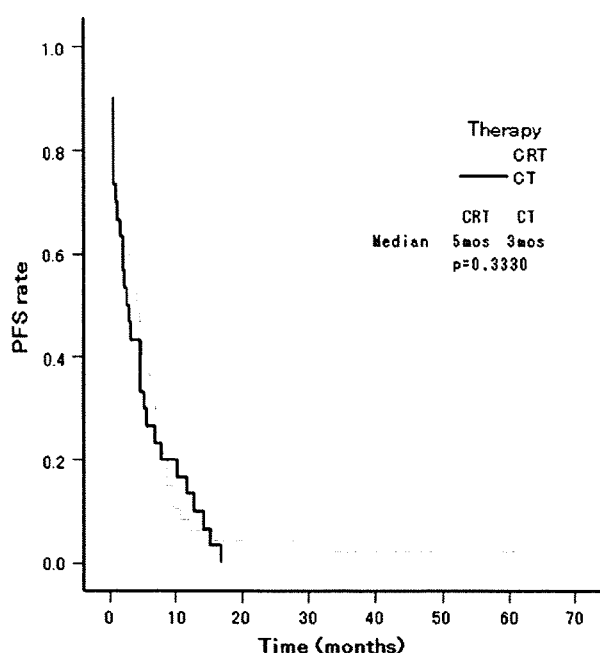 1.0
0.8
0.6
0.4
0.2
0.0
PFS rate
Therapy
CRT
CT
CRT CT
Median 5mos 3mos
p=0.3330
0 10 20 30 40 50 60 70
Time (months)